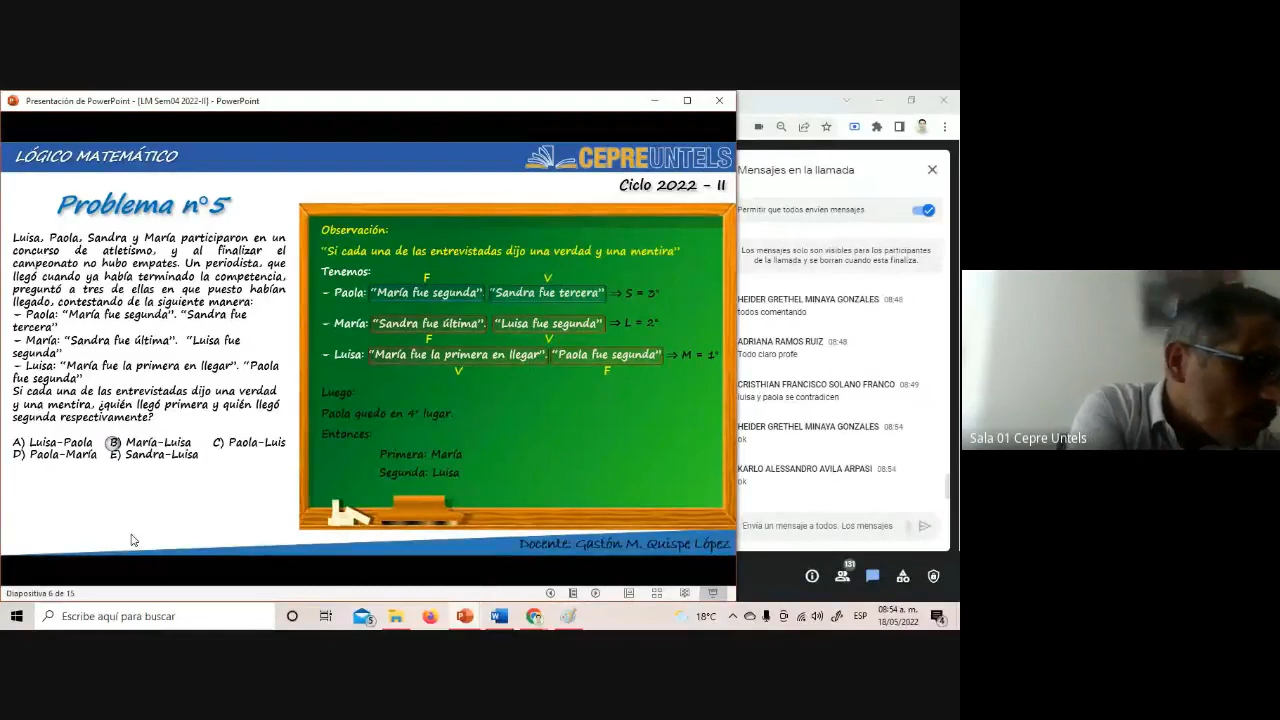 Presentación de PowerPoint - [LM Sem04 2022-II] - PowerPoint
LÓGICO MATEMÁTICO
CEPREUNTELS
Ciclo 2022 - II
Problema n°5
Luisa, Paola, Sandra y María participaron en un
concurso de atletismo, y al finalizar el
campeonato no hubo empates. Un periodista, que
llegó cuando ya había terminado la competencia,
preguntó a tres de ellas en que puesto habían
llegado, contestando de la siguiente manera:
- Paola: "María fue segunda". "Sandra fue
tercera"
- María: "Sandra fue última". "Luisa fue
segunda"
- Luisa: "María fue la primera en llegar". "Paola
fue segunda"
Si cada una de las entrevistadas dijo una verdad
y una mentira, ¿quién llegó primera y quién llegó
segunda respectivamente?
A) Luisa-Paola B) María-Luisa C) Paola-Luis
D) Paola-María E) Sandra-Luisa
Observación:
"Si cada una de las entrevistadas dijo una verdad y una mentira"
Tenemos:
F V
- Paola: "María fue segunda" "Sandra fue tercera" ⇒ S = 3°
- María: "Sandra fue última". "Luisa fue segunda" ⇒ L = 2°
F V
- Luisa: "María fue la primera en llegar". "Paola fue segunda" ⇒ M = 1°
V F
Luego:
Paola quedo en 4° lugar.
Entonces:
Primera: María
Segunda: Luisa
Docente: Gastón M. Quispe López
Diapositiva 6 de 15
Mensajes en la llamada
Permitir que todos envíen mensajes
Los mensajes solo son visibles para los participantes
de la llamada y se borran cuando esta finaliza.
HEIDER GRETHEL MINAYA GONZALES 08:48
todos comentando
ADRIANA RAMOS RUIZ 08:48
Todo claro profe
CRISTHIAN FRANCISCO SOLANO FRANCO 08:49
luisa y paola se contradicen
HEIDER GRETHEL MINAYA GONZALES 08:54
ok
KARLO ALESSANDRO AVILA ARPASI 08:54
ok
Envía un mensaje a todos. Los mensajes
131
Sala 01 Cepre Untels
Escribe aquí para buscar
5
18°C
ESP
08:54 a. m.
18/05/2022
4